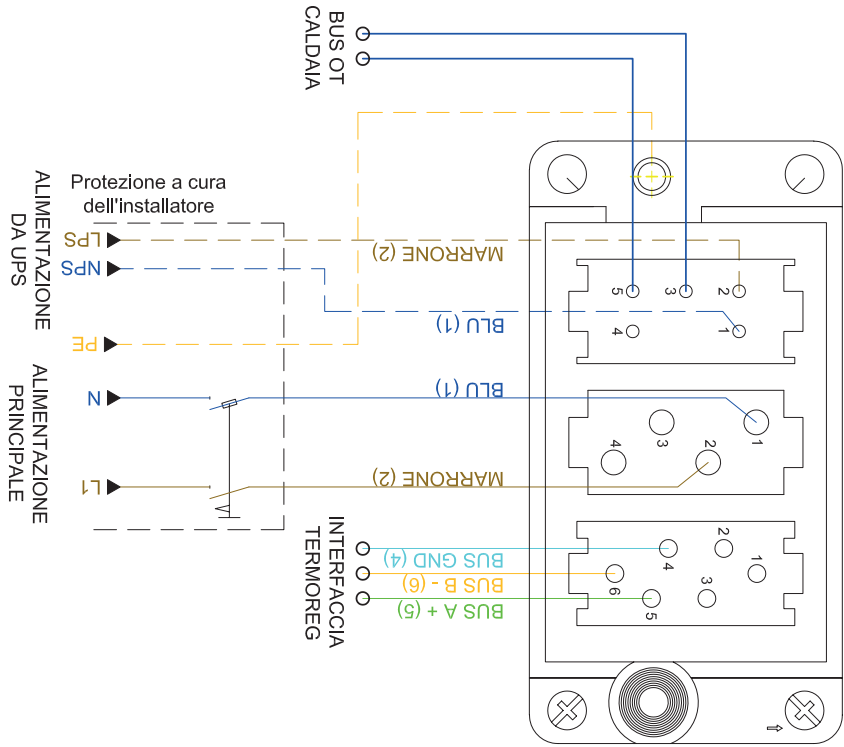 BUS OT
CALDAIA
Protezione a cura
dell'installatore
ALIMENTAZIONE
DA UPS
LPS
NPS
PE
MARRONE (2)
BLU (1)
5
3
2
4
1
ALIMENTAZIONE
PRINCIPALE
N
L1
BLU (1)
MARRONE (2)
1
3
2
4
INTERFACCIA
TERMOREG
BUS GND (4)
BUS B - (6)
BUS A + (5)
2
4
1
6
3
5